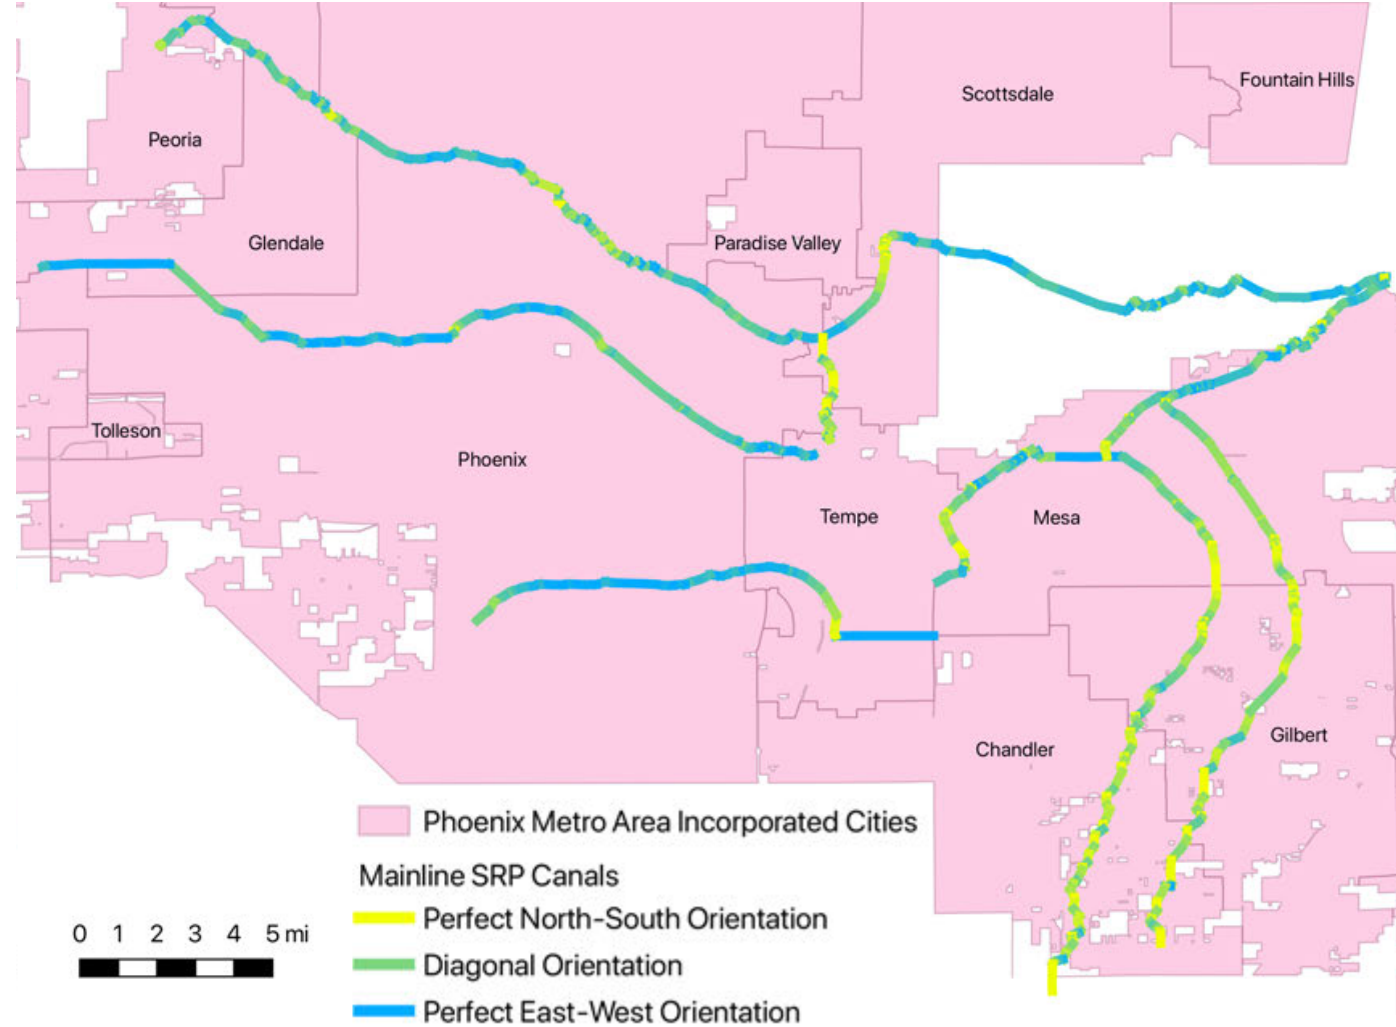 Fountain Hills
Scottsdale
Peoria
Glendale
Paradise Valley
Tolleson
Phoenix
Tempe
Mesa
Chandler
Gilbert
Phoenix Metro Area Incorporated Cities
Mainline SRP Canals
Perfect North-South Orientation
Diagonal Orientation
Perfect East-West Orientation
0 1 2 3 4 5 mi